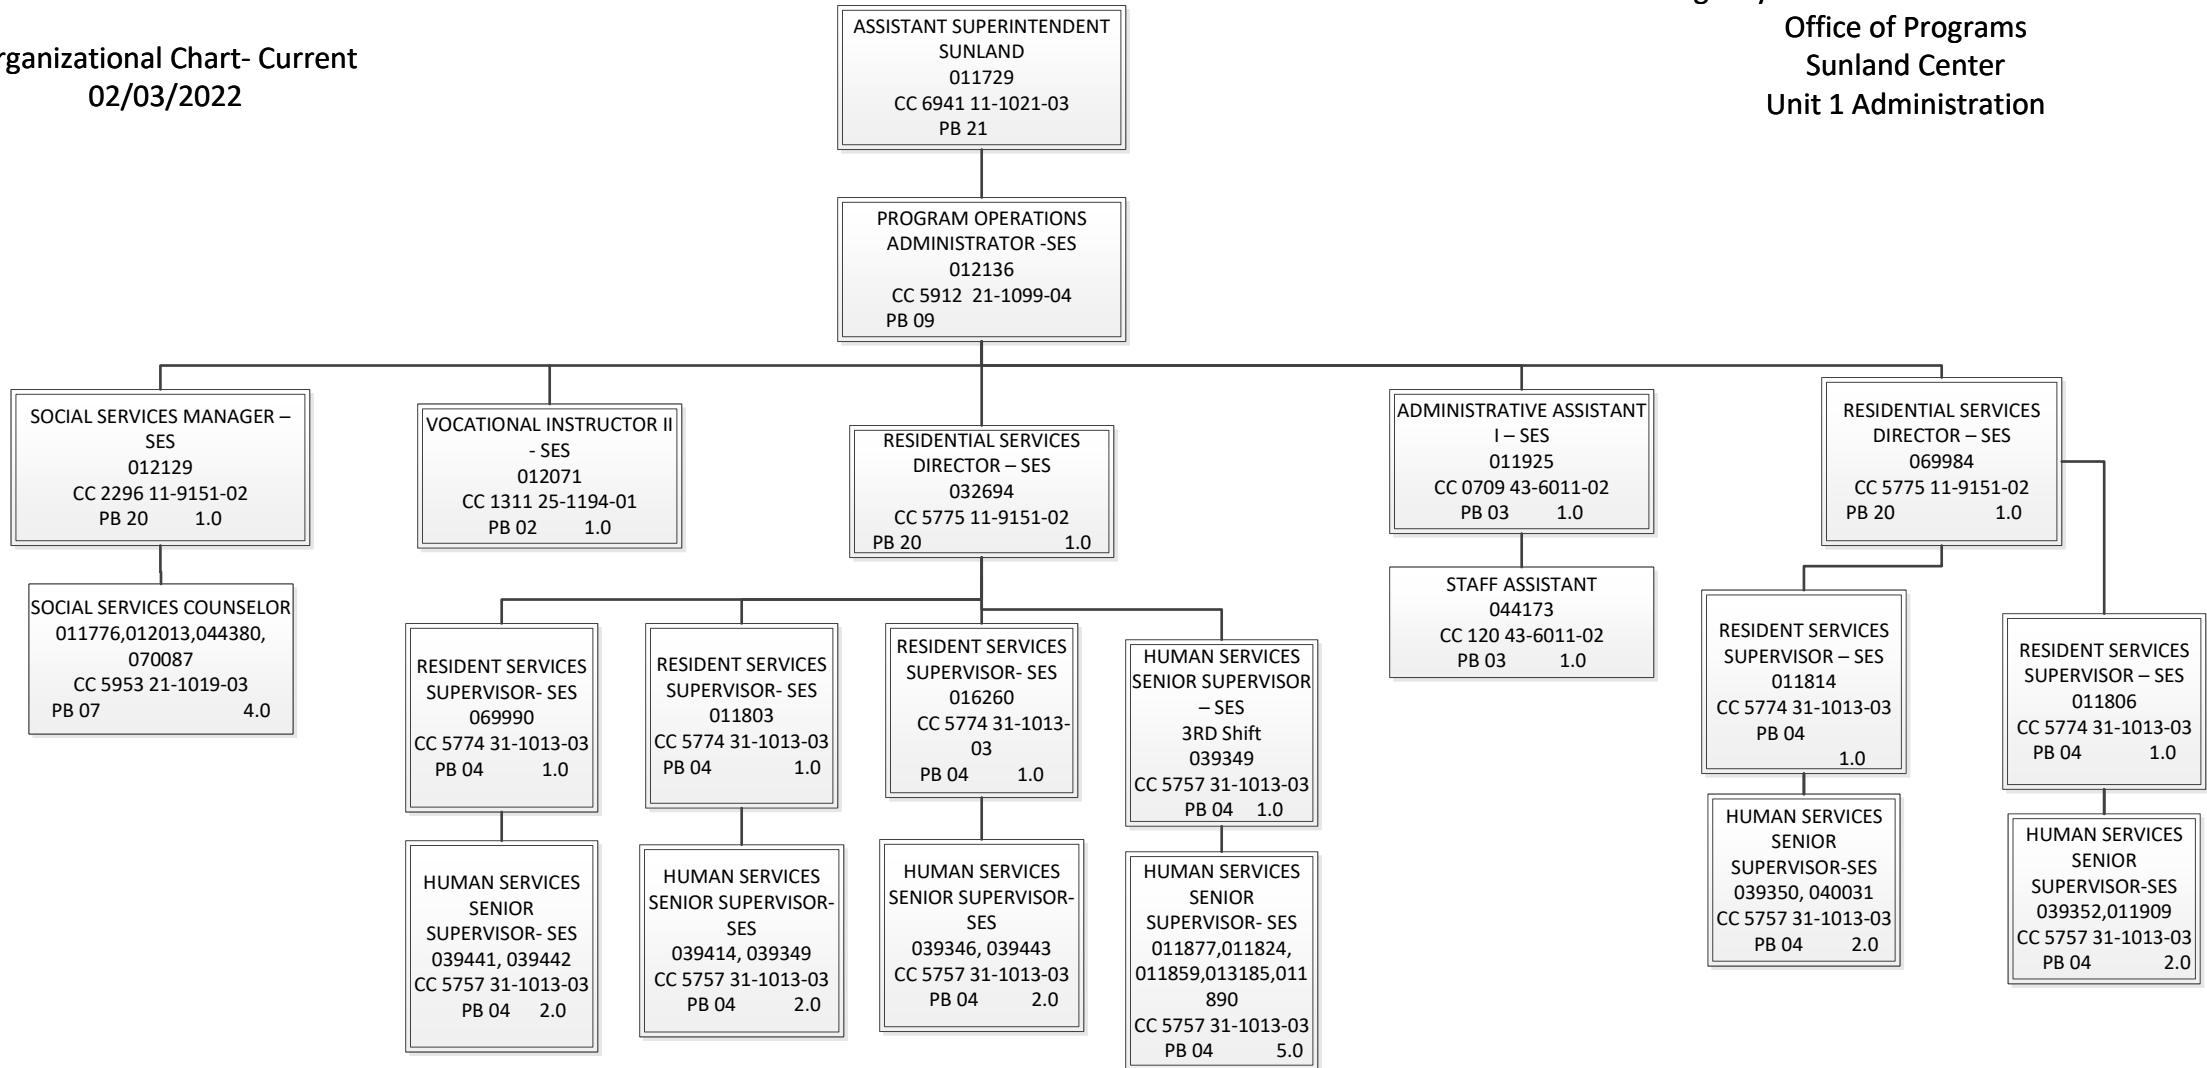 rganizational Chart- Current
02/03/2022
Office of Programs
Sunland Center
Unit 1 Administration
ASSISTANT SUPERINTENDENT
SUNLAND
011729
CC 6941 11-1021-03
PB 21
PROGRAM OPERATIONS
ADMINISTRATOR -SES
012136
CC 5912  21-1099-04
PB 09
SOCIAL SERVICES MANAGER –
SES
012129
CC 2296 11-9151-02
PB 20 1.0
VOCATIONAL INSTRUCTOR II
- SES
012071
CC 1311 25-1194-01
PB 02 1.0
RESIDENTIAL SERVICES
DIRECTOR – SES
032694
CC 5775 11-9151-02
PB 20 1.0
ADMINISTRATIVE ASSISTANT
I – SES
011925
CC 0709 43-6011-02
PB 03 1.0
RESIDENTIAL SERVICES
DIRECTOR – SES
069984
CC 5775 11-9151-02
PB 20 1.0
SOCIAL SERVICES COUNSELOR
011776,012013,044380,
070087
CC 5953 21-1019-03
PB 07 4.0
RESIDENT SERVICES
SUPERVISOR- SES
069990
CC 5774 31-1013-03
PB 04 1.0
RESIDENT SERVICES
SUPERVISOR- SES
011803
CC 5774 31-1013-03
PB 04 1.0
RESIDENT SERVICES
SUPERVISOR- SES
016260
CC 5774 31-1013-
03
PB 04 1.0
HUMAN SERVICES
SENIOR SUPERVISOR
– SES
3RD Shift
039349
CC 5757 31-1013-03
PB 04 1.0
STAFF ASSISTANT
044173
CC 120 43-6011-02
PB 03 1.0
RESIDENT SERVICES
SUPERVISOR – SES
011814
CC 5774 31-1013-03
PB 04
1.0
RESIDENT SERVICES
SUPERVISOR – SES
011806
CC 5774 31-1013-03
PB 04 1.0
HUMAN SERVICES
SENIOR
SUPERVISOR- SES
039441, 039442
CC 5757 31-1013-03
PB 04 2.0
HUMAN SERVICES
SENIOR SUPERVISOR-
SES
039414, 039349
CC 5757 31-1013-03
PB 04 2.0
HUMAN SERVICES
SENIOR SUPERVISOR-
SES
039346, 039443
CC 5757 31-1013-03
PB 04 2.0
HUMAN SERVICES
SENIOR
SUPERVISOR- SES
011877,011824,
011859,013185,011
890
CC 5757 31-1013-03
PB 04 5.0
HUMAN SERVICES
SENIOR
SUPERVISOR-SES
039350, 040031
CC 5757 31-1013-03
PB 04 2.0
HUMAN SERVICES
SENIOR
SUPERVISOR-SES
039352,011909
CC 5757 31-1013-03
PB 04 2.0